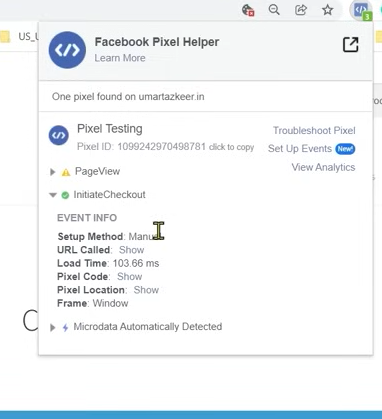 US_U
3
</>
Facebook Pixel Helper
Learn More
One pixel found on umartazkeer.in
</>
Pixel Testing
Troubleshoot Pixel
Pixel ID: 1099242970498781 click to copy
Set Up Events New!
View Analytics
PageView
InitiateCheckout
EVENT INFO
Setup Method: Manu
URL Called: Show
Load Time: 103.66 ms
Pixel Code: Show
Pixel Location: Show
Frame: Window
Microdata Automatically Detected